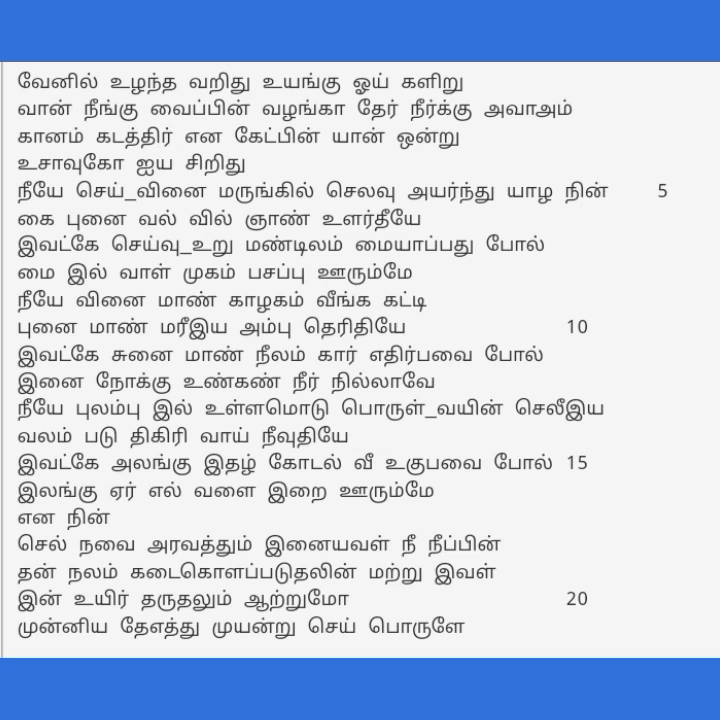 வேனில் உழந்த வறிது உயங்கு ஓய் களிறு
வான் நீங்கு வைப்பின் வழங்கா தேர் நீர்க்கு அவாஅம்
கானம் கடத்திர் என கேட்பின் யான் ஒன்று
உசாவுகோ ஐய சிறிது
நீயே செய்_வினை மருங்கில் செலவு அயர்ந்து யாழ நின் 5
கை புனை வல் வில் ஞாண் உளர்தீயே
இவட்கே செய்வு_உறு மண்டிலம் மையாப்பது போல்
மை இல் வாள் முகம் பசப்பு ஊரும்மே
நீயே வினை மாண் காழகம் வீங்க கட்டி
புனை மாண் மரீஇய அம்பு தெரிதியே 10
இவட்கே சுனை மாண் நீலம் கார் எதிர்பவை போல்
இனை நோக்கு உண்கண் நீர் நில்லாவே
நீயே புலம்பு இல் உள்ளமொடு பொருள்_வயின் செலீஇய
வலம் படு திகிரி வாய் நீவுதியே
இவட்கே அலங்கு இதழ் கோடல் வீ உகுபவை போல் 15
இலங்கு ஏர் எல் வளை இறை ஊரும்மே
என நின்
செல் நவை அரவத்தும் இனையவள் நீ நீப்பின்
தன் நலம் கடைகொளப்படுதலின் மற்று இவள்
இன் உயிர் தருதலும் ஆற்றுமோ 20
முன்னிய தேஎத்து முயன்று செய் பொருளே